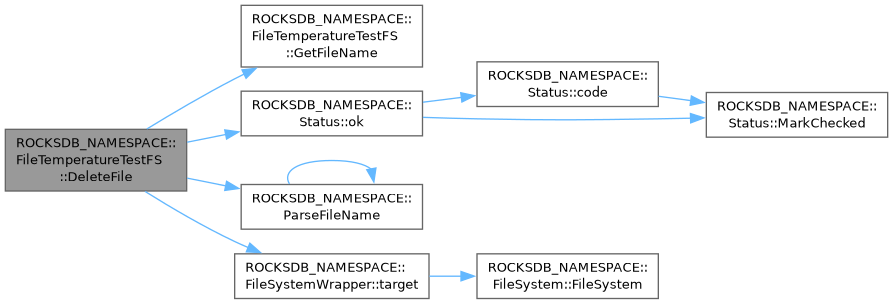 ROCKSDB_NAMESPACE::
FileTemperatureTestFS
::DeleteFile
ROCKSDB_NAMESPACE::
FileTemperatureTestFS
::GetFileName
ROCKSDB_NAMESPACE::
Status::ok
ROCKSDB_NAMESPACE::
Status::code
ROCKSDB_NAMESPACE::
Status::MarkChecked
ROCKSDB_NAMESPACE::
ParseFileName
ROCKSDB_NAMESPACE::
FileSystemWrapper::target
ROCKSDB_NAMESPACE::
FileSystem::FileSystem